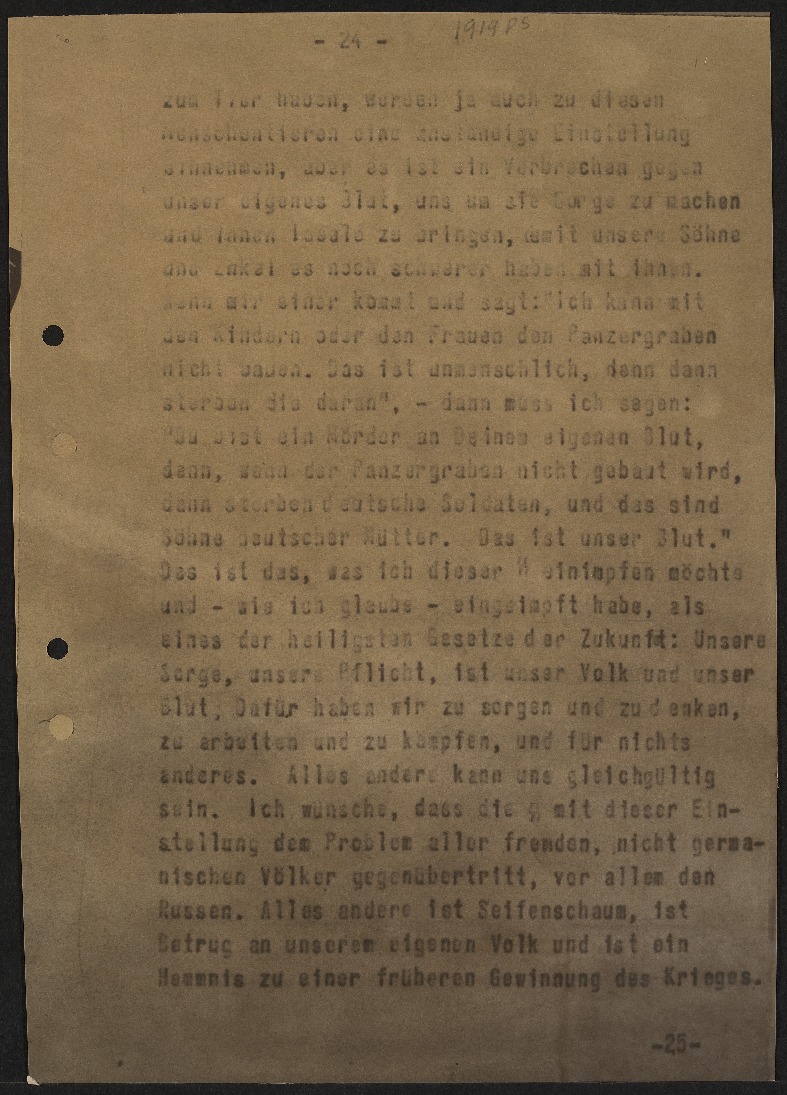 - 24 -
1919 PS
zum Tier haben, werden ja auch zu diesen
Menschentieren eine anständige Einstellung
einnehmen, aber es ist ein Verbrechen gegen
unser eigenes Blut, uns um sie Sorge zu machen
und ihnen Ideale zu bringen, damit unsere Söhne
und Enkel es noch schwerer haben mit ihnen.
Wenn mir einer kommt und sagt:"Ich kann mit
den Kindern oder den Frauen den Panzergraben
nicht bauen. Das ist unmenschlich, denn dann
sterben die daran", - dann muss ich sagen:
"Du bist ein Mörder an Deinem eigenen Blut,
denn, wenn der Panzergraben nicht gebaut wird,
dann sterben deutsche Soldaten, und das sind
Söhne deutscher Mütter. Das ist unser Blut."
Das ist das, was ich dieser einimpfen möchte
und - wie ich glaube - eingeimpft habe, als
eines der heiligsten Gesetze der Zukunft: Unsere
Sorge, unsere Pflicht, ist unser Volk und unser
Blut; Dafür haben wir zu sorgen und zu denken,
zu arbeiten und zu kämpfen, und für nichts
anderes. Alles andere kann uns gleichgültig
sein. Ich wünsche, dass die mit dieser Ein-
stellung dem Problem aller fremden, nicht germa-
nischen Völker gegenübertritt, vor allem den
Russen. Alles andere ist Seifenschaum, ist
Betrug an unserem eigenen Volk und ist ein
Hemmnis zu einer früheren Gewinnung des Krieges.
-25-